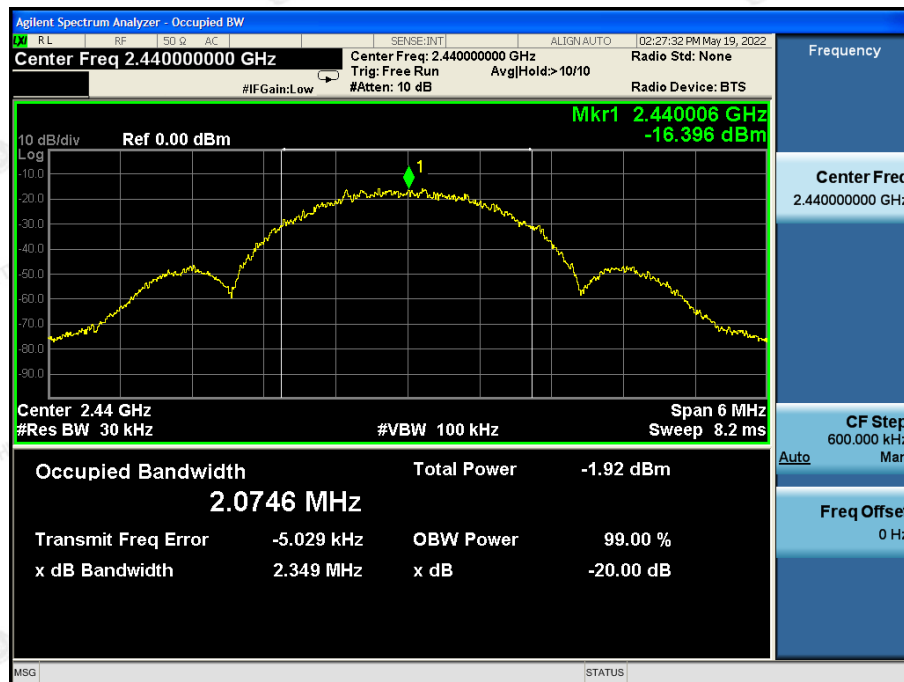 Agilent Spectrum Analyzer - Occupied BW
LXI RL RF 50 Ω AC SENSE:INT ALIGN AUTO 02:27:32 PM May 19, 2022
Center Freq 2.440000000 GHz Center Freq: 2.440000000 GHz Radio Std: None
Trig: Free Run Avg|Hold:>10/10
#IFGain:Low #Atten: 10 dB Radio Device: BTS
Mkr1 2.440006 GHz
10 dB/div Ref 0.00 dBm -16.396 dBm
Log
1
-10.0
-20.0
-30.0
-40.0
-50.0
-60.0
-70.0
-80.0
-90.0
Center 2.44 GHz Span 6 MHz
#Res BW 30 kHz #VBW 100 kHz Sweep 8.2 ms
Occupied Bandwidth Total Power -1.92 dBm
2.0746 MHz
Transmit Freq Error -5.029 kHz OBW Power 99.00 %
x dB Bandwidth 2.349 MHz x dB -20.00 dB
MSG STATUS
Frequency
Center Freq
2.440000000 GHz
CF Step
600.000 kHz
Auto Man
Freq Offset
0 Hz